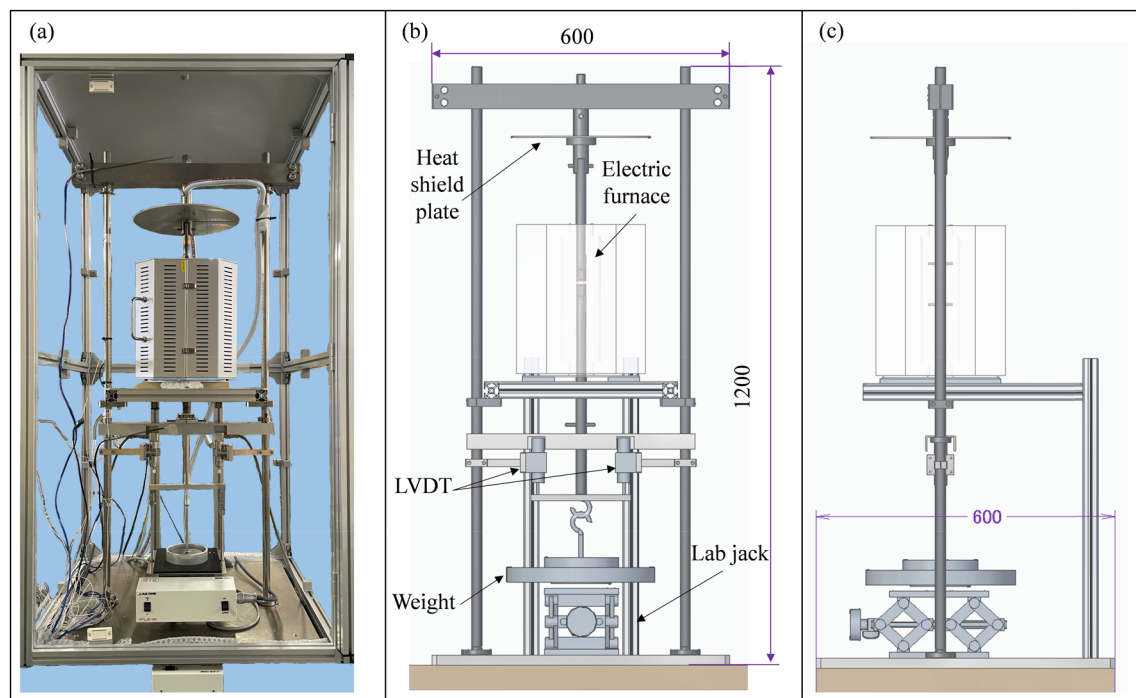 (a)
(b)
(c)
600
Heat
shield
plate
Electric
furnace
1200
LVDT
Lab jack
Weight
600